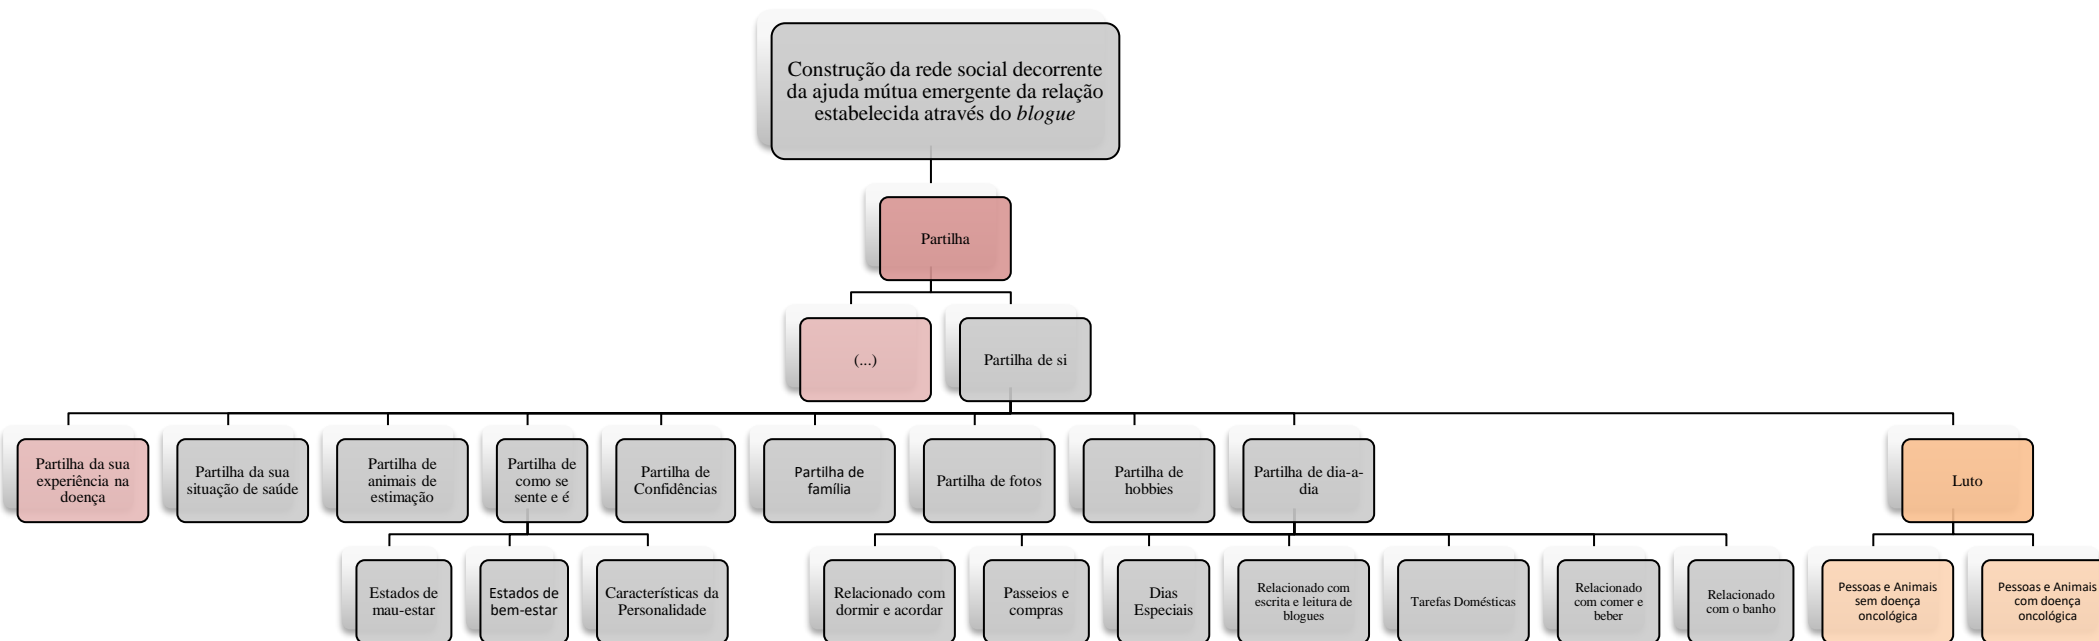 Construção da rede social decorrente
da ajuda mútua emergente da relação
estabelecida através do blogue
Partilha
(...)
Partilha de si
Partilha da sua
experiência na
doença
Partilha da sua
situação de saúde
Partilha de
animais de
estimação
Partilha de
como se
sente e é
Partilha de
Confidências
Partilha de
família
Partilha de fotos
Partilha de
hobbies
Partilha de dia-a-
dia
Luto
Estados de
mau-estar
Estados de
bem-estar
Características da
Personalidade
Relacionado com
dormir e acordar
Passeios e
compras
Dias
Especiais
Relacionado com
escrita e leitura de
blogues
Tarefas Domésticas
Relacionado
com comer e
beber
Relacionado
com o banho
Pessoas e Animais
sem doença
oncológica
Pessoas e Animais
com doença
oncológica